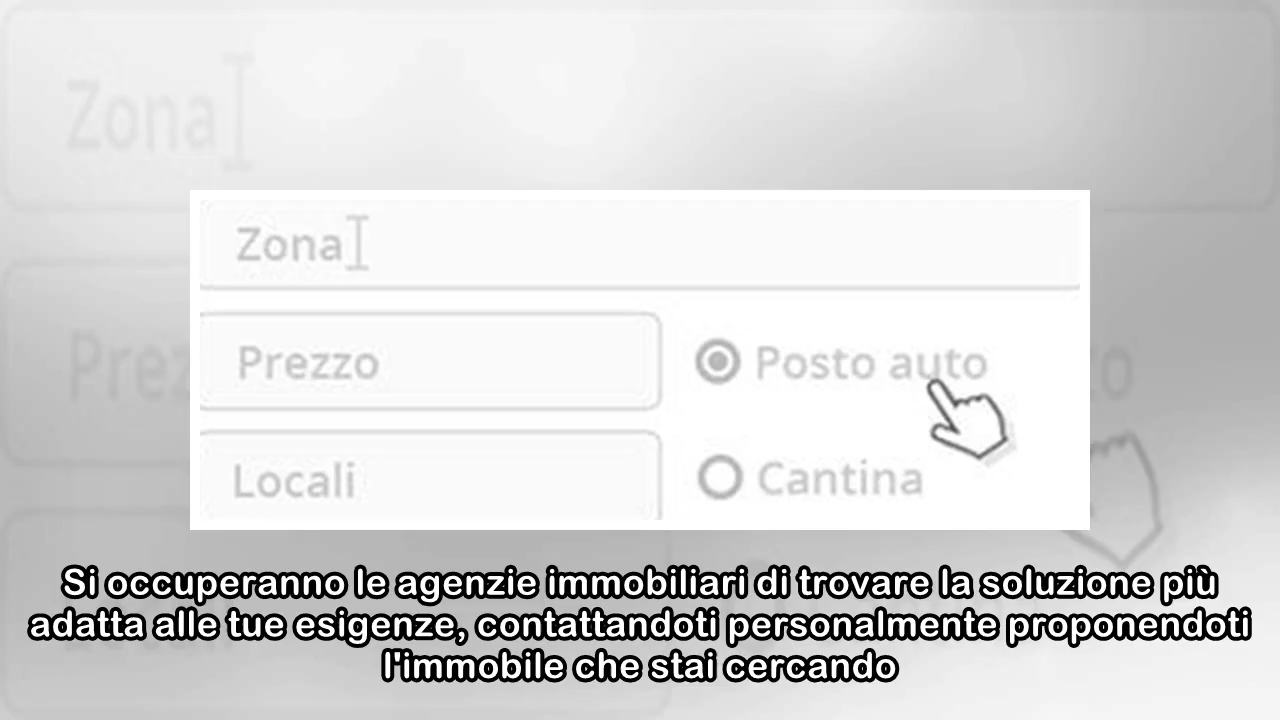 Zona
Zona
Prezzo
Posto auto
Locali
Cantina
Si occuperanno le agenzie immobiliari di trovare la soluzione più
adatta alle tue esigenze, contattandoti personalmente proponendoti
l'immobile che stai cercando